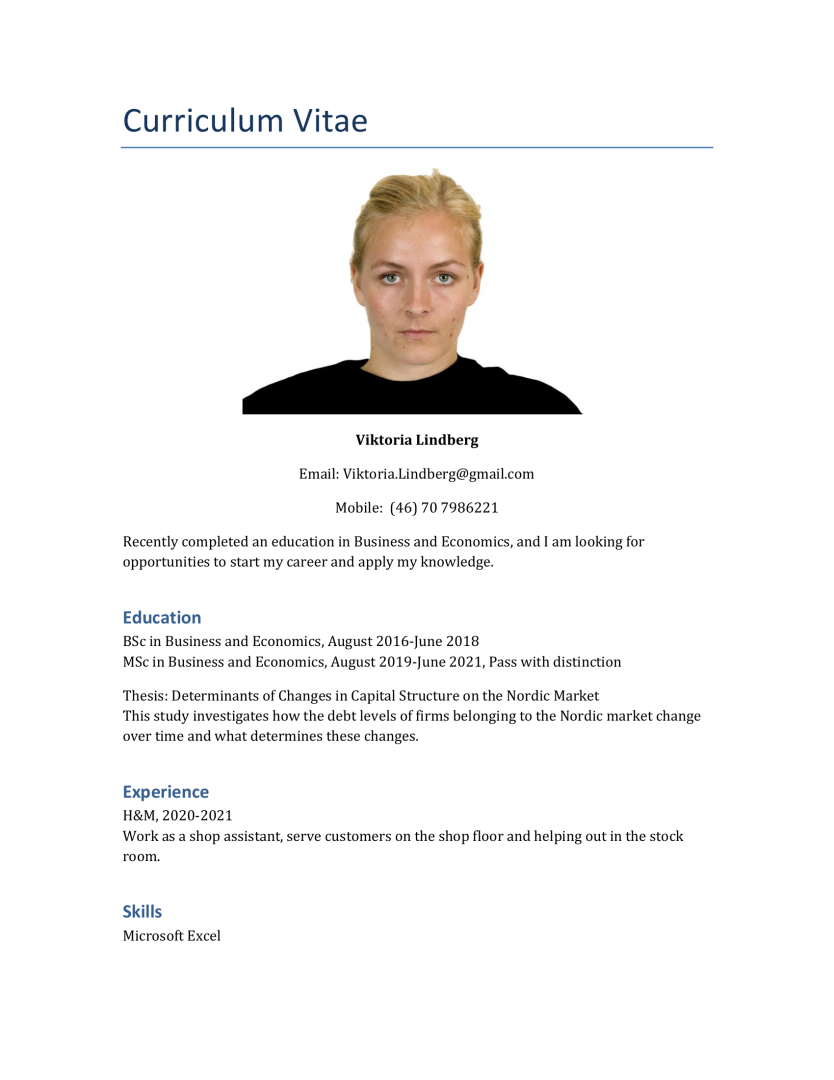 Curriculum Vitae
Viktoria Lindberg
Email: Viktoria.Lindberg@gmail.com
Mobile:  (46) 70 7986221
Recently completed an education in Business and Economics, and I am looking for
opportunities to start my career and apply my knowledge.
Education
BSc in Business and Economics, August 2016-June 2018
MSc in Business and Economics, August 2019-June 2021, Pass with distinction
Thesis: Determinants of Changes in Capital Structure on the Nordic Market
This study investigates how the debt levels of firms belonging to the Nordic market change
over time and what determines these changes.
Experience
H&M, 2020-2021
Work as a shop assistant, serve customers on the shop floor and helping out in the stock
room.
Skills
Microsoft Excel